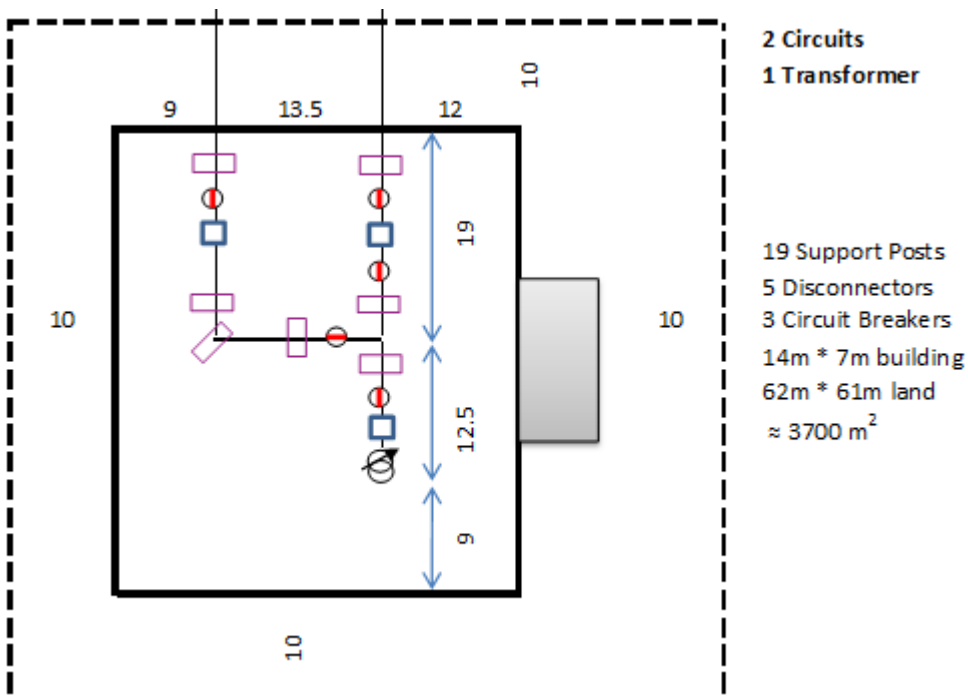 2 Circuits
1 Transformer
10
9 13.5 12
19
19 Support Posts
5 Disconnectors
10 10 3 Circuit Breakers
14m * 7m building
62m * 61m land
12.5
≈ 3700 m²
9
10